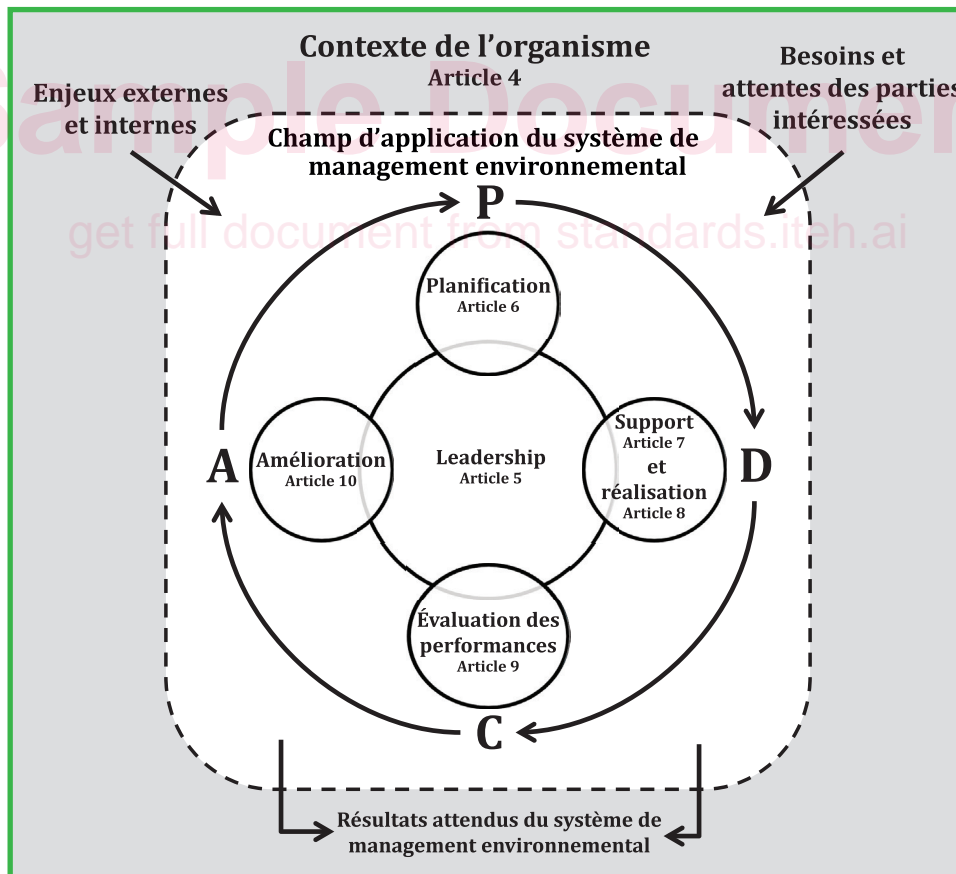 Contexte de l’organisme
Article 4
Enjeux externes
et internes
Besoins et
attentes des parties
intéressées
Sample Document
get full document from standards.iteh.ai
Champ d’application du système de
management environnemental
P
Planification
Article 6
A
Amélioration
Article 10
Leadership
Article 5
Support
Article 7
et
réalisation
Article 8
D
Évaluation des
performances
Article 9
C
Résultats attendus du système de
management environnemental